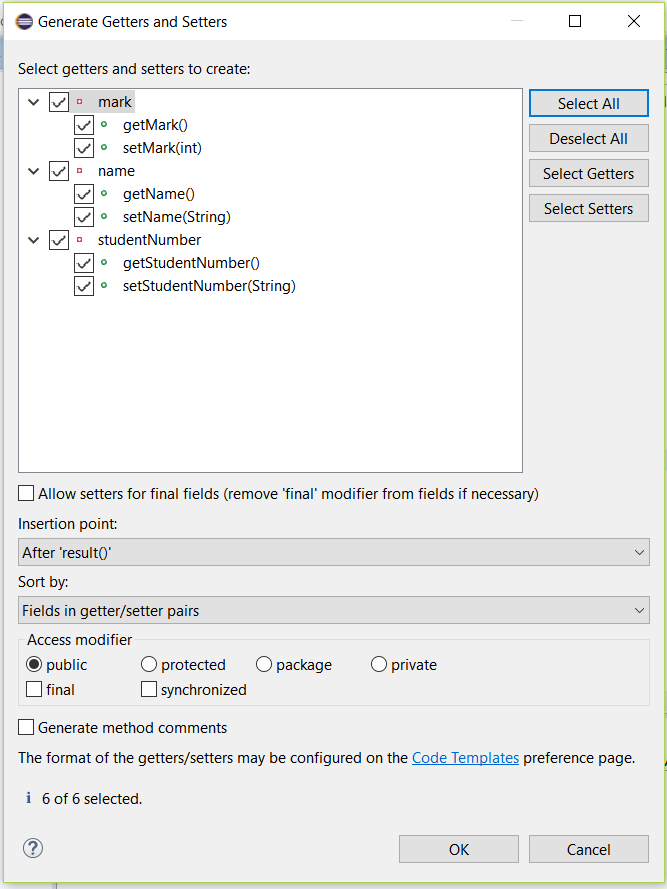 Generate Getters and Setters
Select getters and setters to create:
mark
getMark()
setMark(int)
name
getName()
setName(String)
studentNumber
getStudentNumber()
setStudentNumber(String)
Select All
Deselect All
Select Getters
Select Setters
Allow setters for final fields (remove 'final' modifier from fields if necessary)
Insertion point:
After 'result()'
Sort by:
Fields in getter/setter pairs
Access modifier
public protected package private
final synchronized
Generate method comments
The format of the getters/setters may be configured on the Code Templates preference page.
i 6 of 6 selected.
? OK Cancel